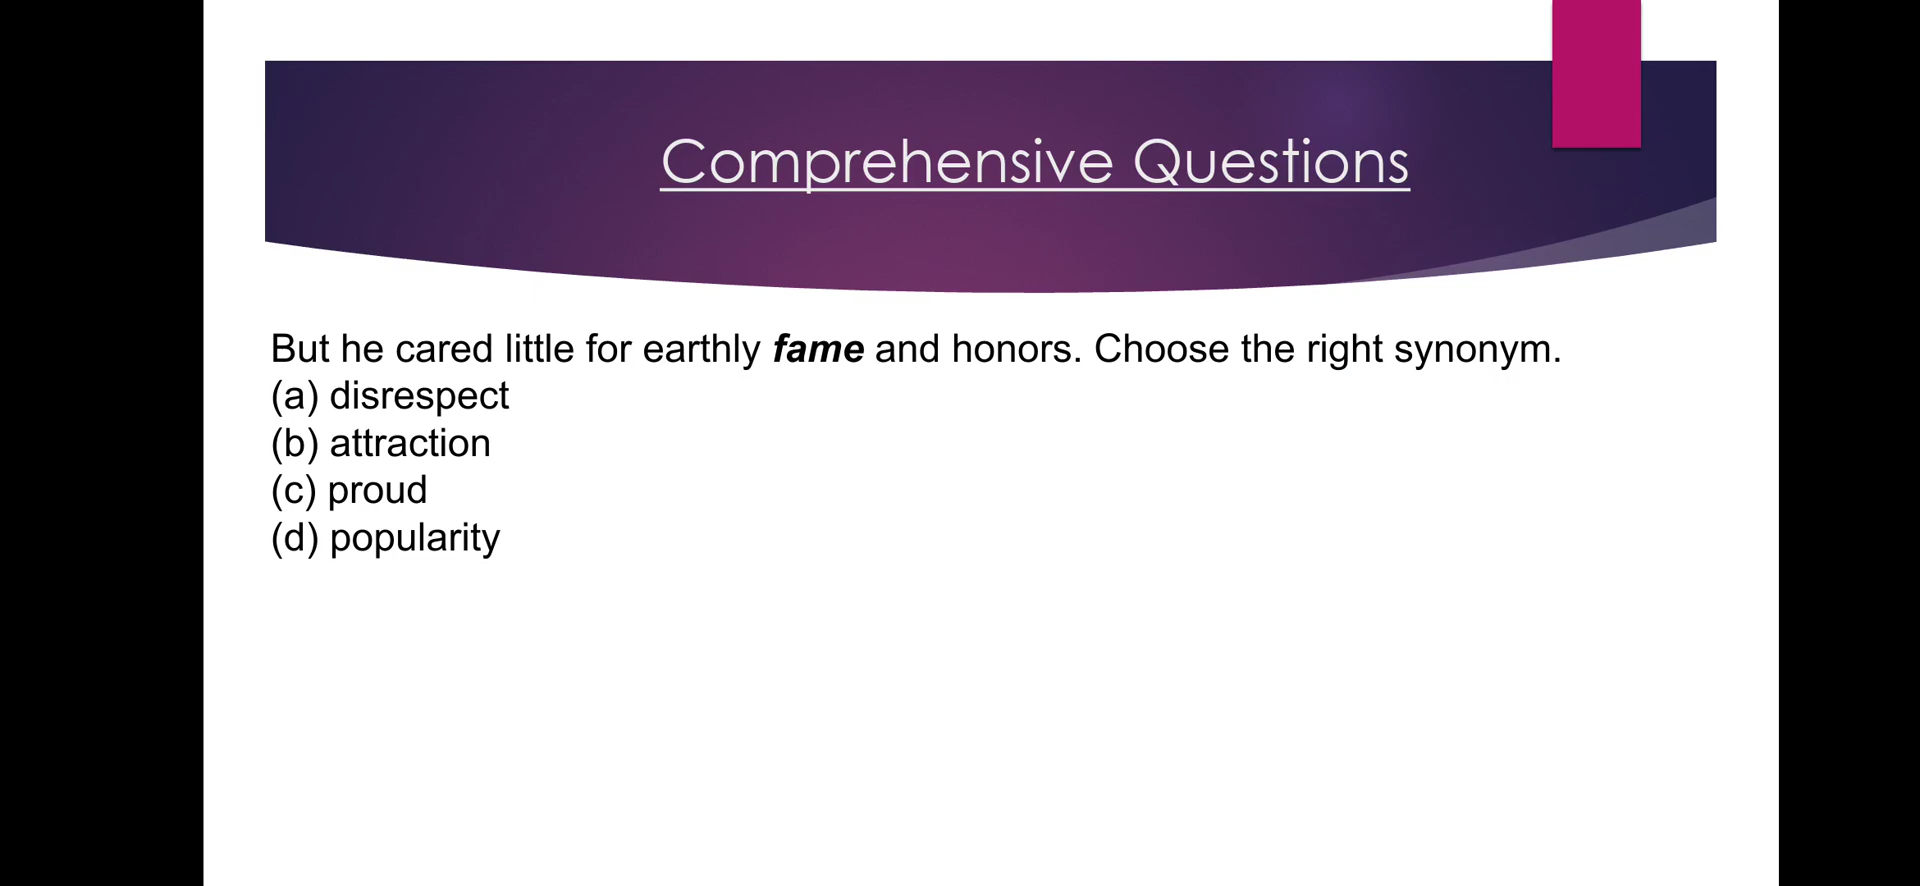 Comprehensive Questions
But he cared little for earthly fame and honors. Choose the right synonym.
(a) disrespect
(b) attraction
(c) proud
(d) popularity